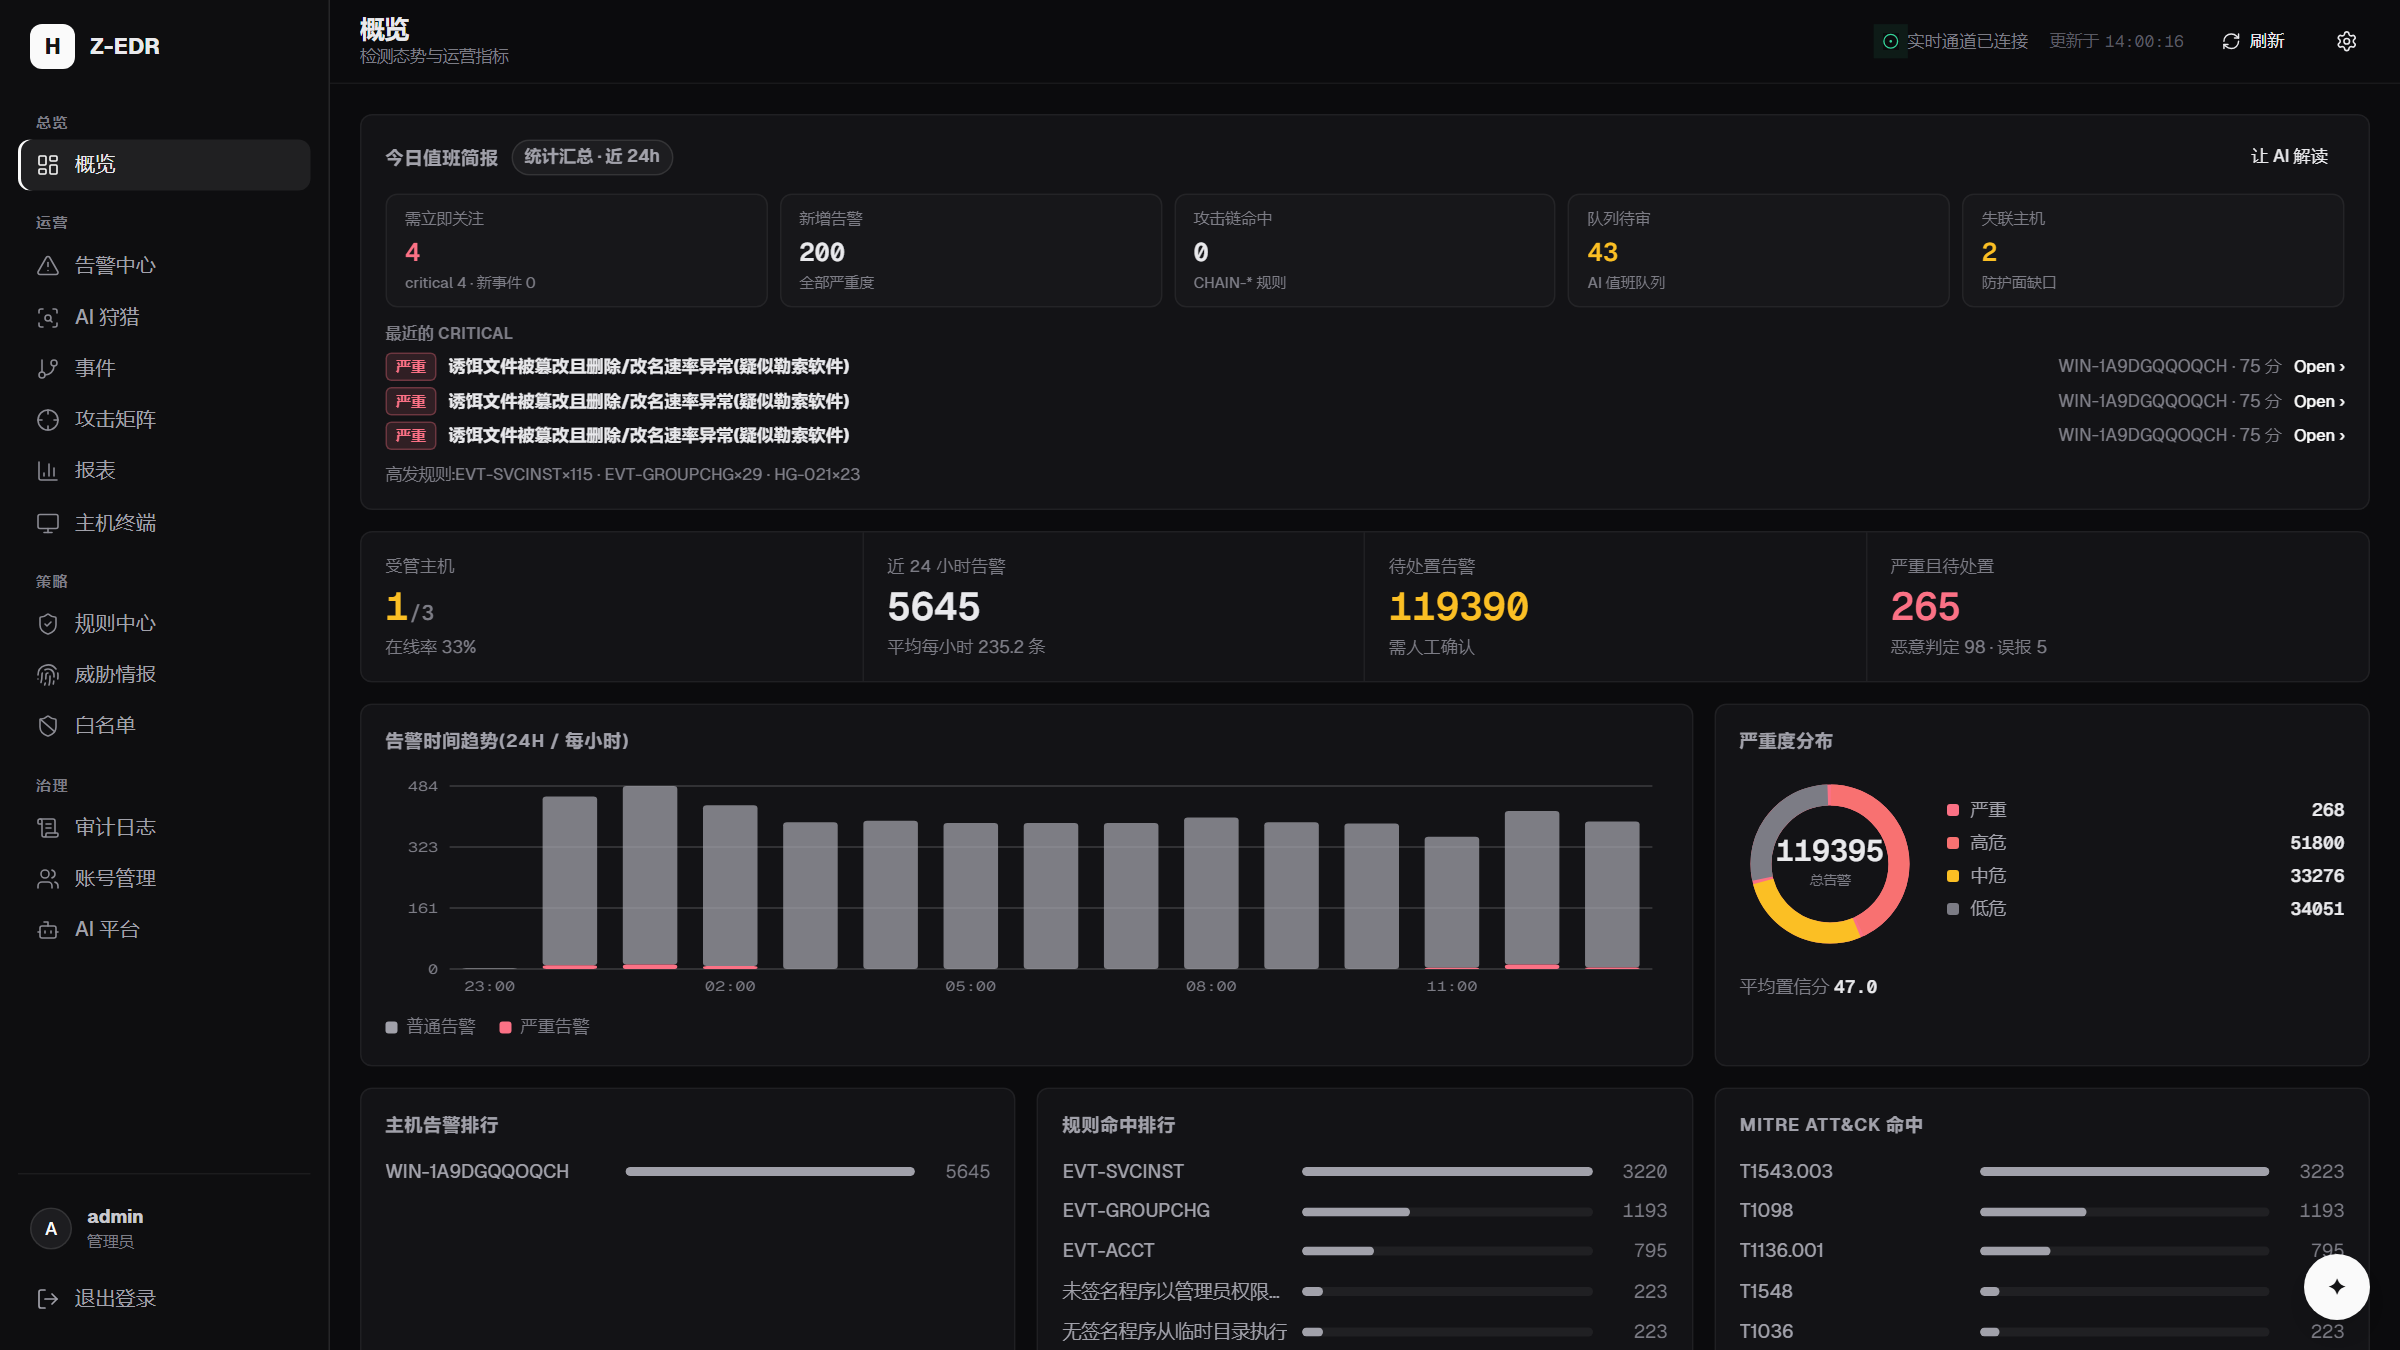 H Z-EDR
总览
概览
运营
告警中心
AI 狩猎
事件
攻击矩阵
报表
主机终端
策略
规则中心
威胁情报
白名单
治理
审计日志
账号管理
AI 平台
A admin
管理员
退出登录
概览
检测态势与运营指标
实时通道已连接 更新于 14:00:16 刷新
今日值班简报 统计汇总 · 近 24h 让 AI 解读
需立即关注
4
critical 4 · 新事件 0
新增告警
200
全部严重度
攻击链命中
0
CHAIN-* 规则
队列待审
43
AI 值班队列
失联主机
2
防护面缺口
最近的 CRITICAL
严重 诱饵文件被篡改且删除/改名速率异常(疑似勒索软件) WIN-1A9DGQQOQCH · 75 分 Open ›
严重 诱饵文件被篡改且删除/改名速率异常(疑似勒索软件) WIN-1A9DGQQOQCH · 75 分 Open ›
严重 诱饵文件被篡改且删除/改名速率异常(疑似勒索软件) WIN-1A9DGQQOQCH · 75 分 Open ›
高发规则:EVT-SVCINST×115 · EVT-GROUPCHG×29 · HG-021×23
受管主机
1/3
在线率 33%
近 24 小时告警
5645
平均每小时 235.2 条
待处置告警
119390
需人工确认
严重且待处置
265
恶意判定 98 · 误报 5
告警时间趋势(24H / 每小时)
484
323
161
0
23:00 02:00 05:00 08:00 11:00
普通告警 严重告警
严重度分布
119395
总告警
严重 268
高危 51800
中危 33276
低危 34051
平均置信分 47.0
主机告警排行
WIN-1A9DGQQOQCH 5645
规则命中排行
EVT-SVCINST 3220
EVT-GROUPCHG 1193
EVT-ACCT 795
未签名程序以管理员权限... 223
无签名程序从临时目录执行 223
MITRE ATT&CK 命中
T1543.003 3223
T1098 1193
T1136.001 795
T1548
T1036 223